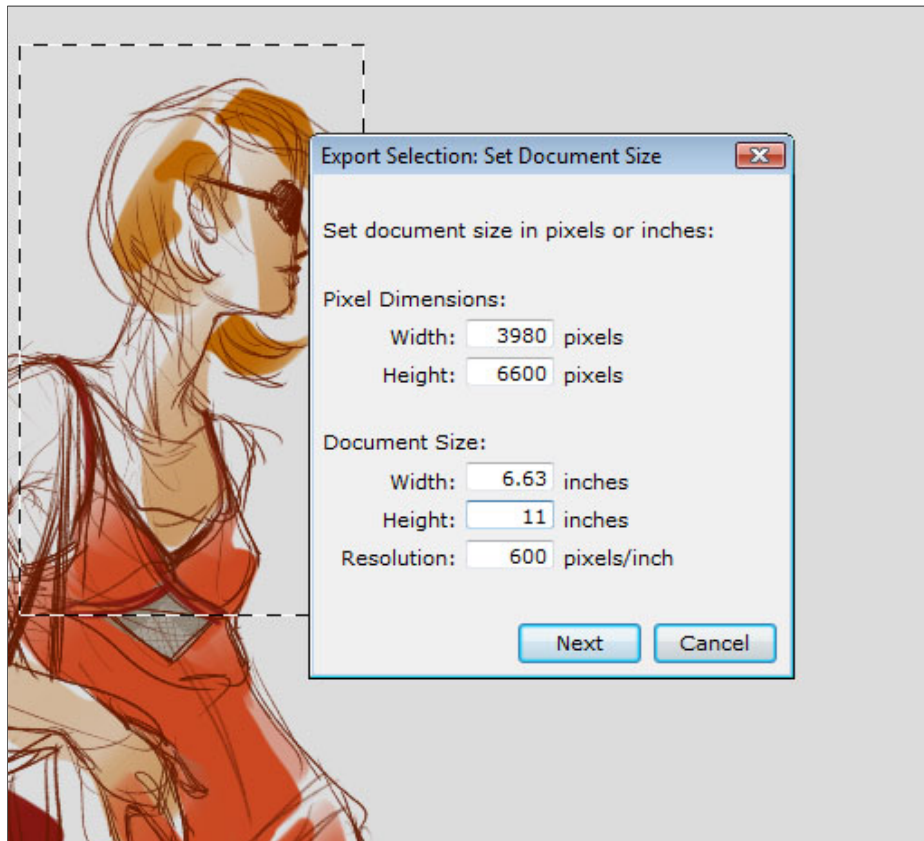 Export Selection: Set Document Size
Set document size in pixels or inches:
Pixel Dimensions:
Width: 3980 pixels
Height: 6600 pixels
Document Size:
Width: 6.63 inches
Height: 11 inches
Resolution: 600 pixels/inch
Next Cancel